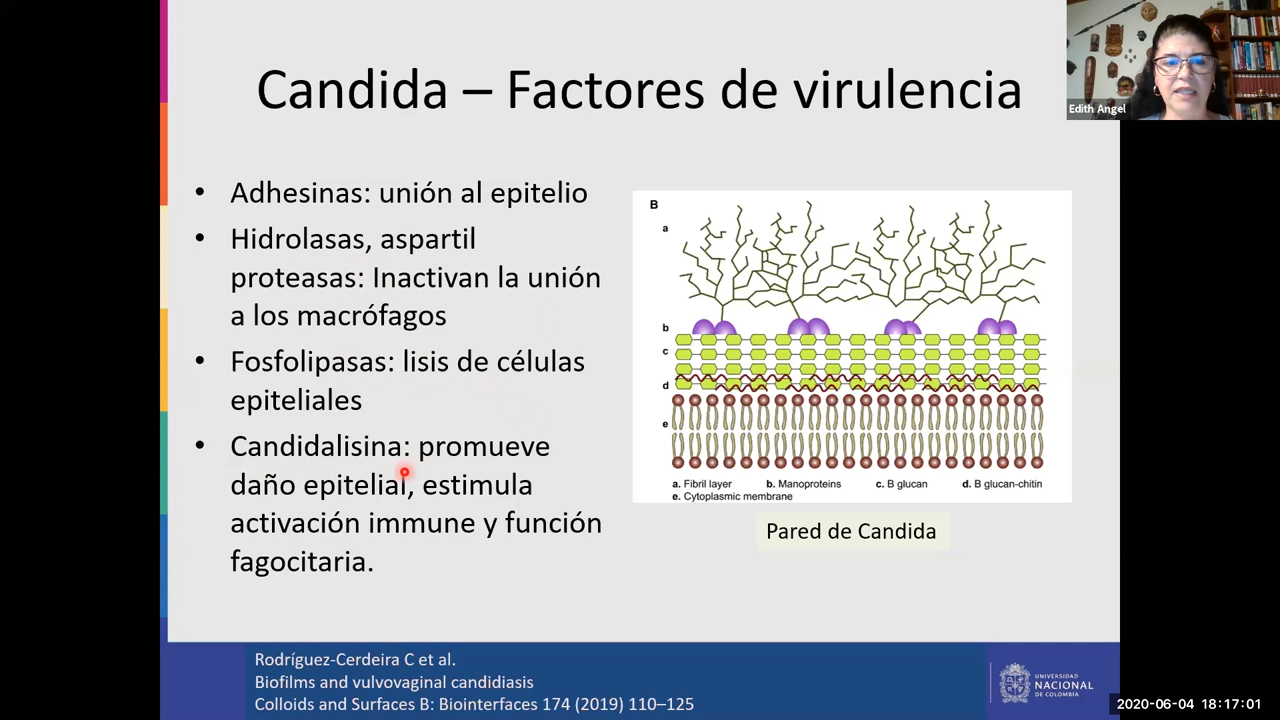 Candida – Factores de virulencia
Edith Angel
• Adhesinas: unión al epitelio
• Hidrolasas, aspartil
proteasas: Inactivan la unión
a los macrófagos
• Fosfolipasas: lisis de células
epiteliales
• Candidalisina: promueve
daño epitelial, estimula
activación immune y función
fagocitaria.
B
a
b
c
d
e
a. Fibril layer b. Manoproteins c. B glucan d. B glucan-chitin
e. Cytoplasmic membrane
Pared de Candida
Rodríguez-Cerdeira C et al.
Biofilms and vulvovaginal candidiasis
Colloids and Surfaces B: Biointerfaces 174 (2019) 110–125
UNIVERSIDAD
NACIONAL
DE COLOMBIA
2020-06-04 18:17:01